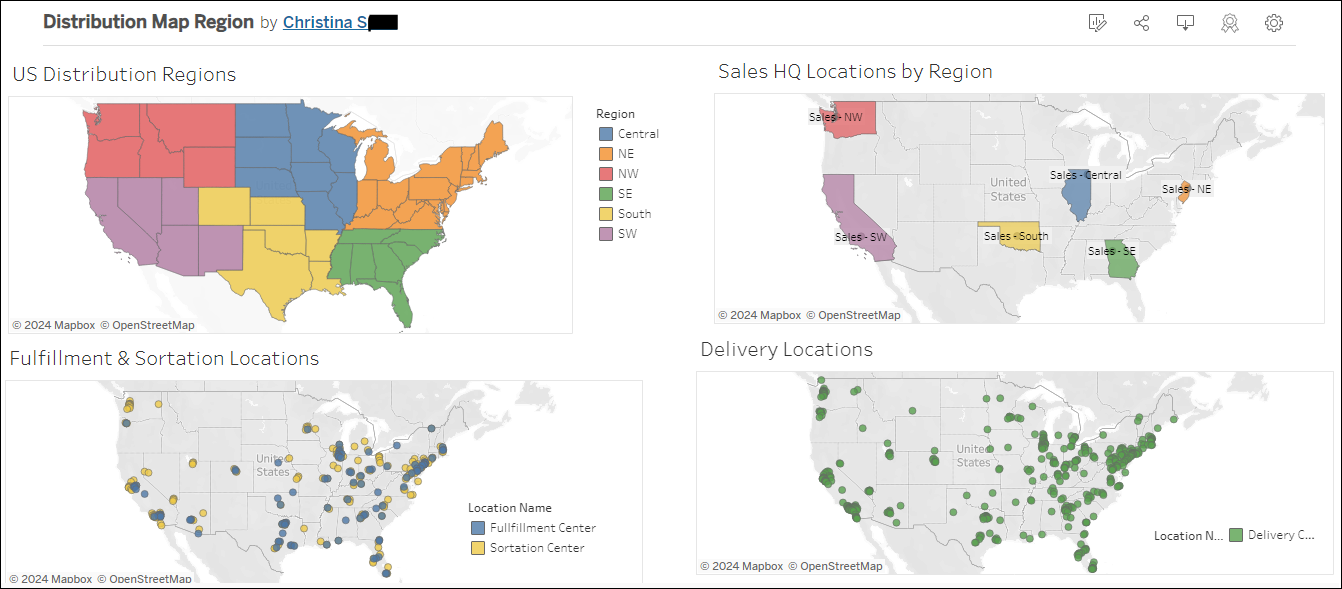 Distribution Map Region by Christina S
US Distribution Regions
Sales HQ Locations by Region
Region
Central
NE
NW
SE
South
SW
© 2024 Mapbox © OpenStreetMap
Sales - NW
Sales - Central
United
States
Sales - NE
Sales - SW
Sales - South
Sales - SE
© 2024 Mapbox © OpenStreetMap
Fulfillment & Sortation Locations
Delivery Locations
United
States
Location Name
Fullfillment Center
Sortation Center
© 2024 Mapbox © OpenStreetMap
United
States
Location N...
Delivery C...
© 2024 Mapbox © OpenStreetMap